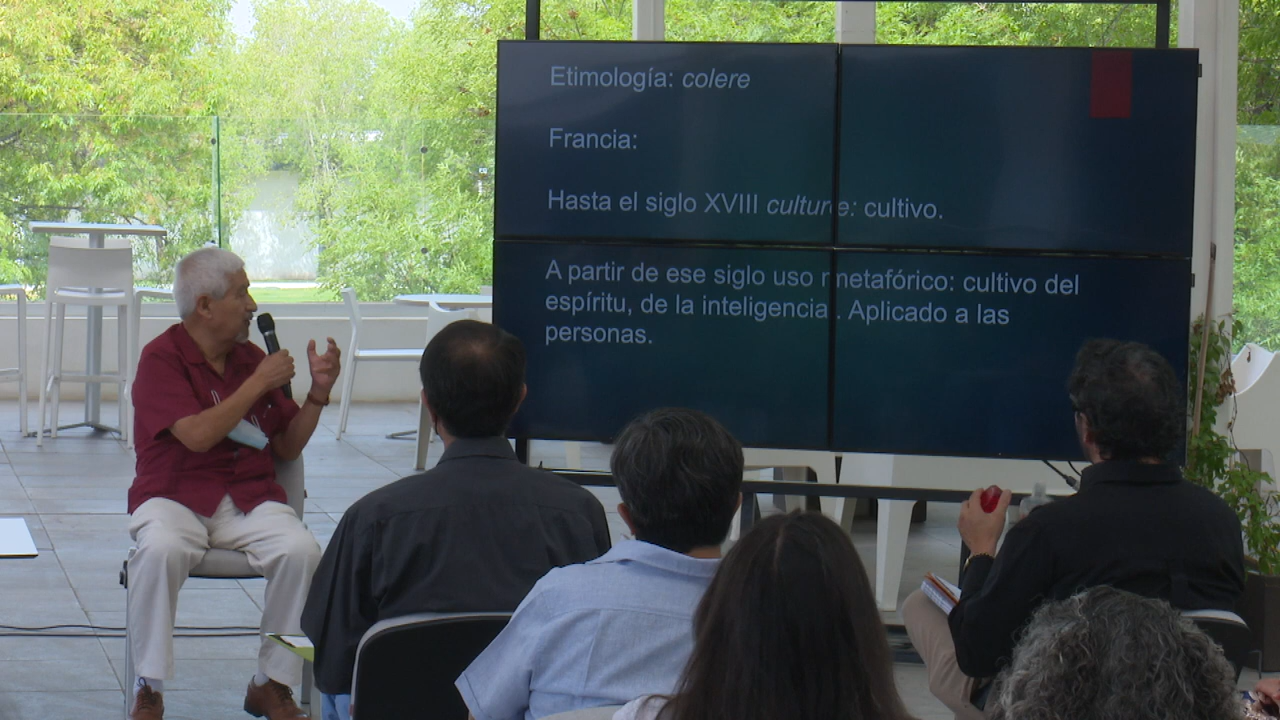 Etimología: colere
Francia:
Hasta el siglo XVIII culture: cultivo.
A partir de ese siglo uso metafórico: cultivo del
espíritu, de la inteligencia . Aplicado a las
personas.